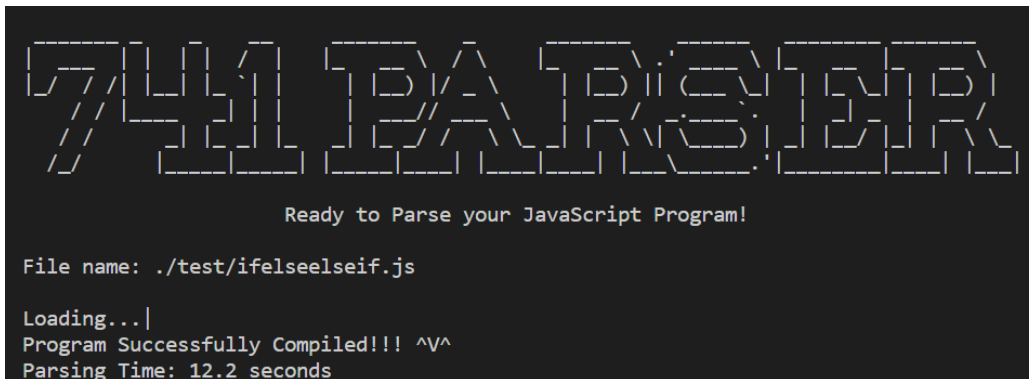 741 PARSER
Ready to Parse your JavaScript Program!
File name: ./test/ifelseelseif.js
Loading...|
Program Successfully Compiled!!! ^V^
Parsing Time: 12.2 seconds